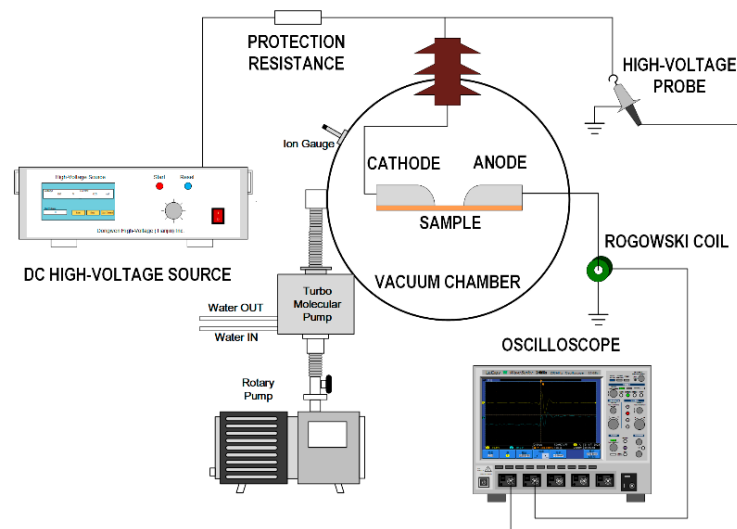 PROTECTION
RESISTANCE
HIGH-VOLTAGE
PROBE
Ion Gauge
High-Voltage Source
Start
Reset
CATHODE
ANODE
SAMPLE
DC HIGH-VOLTAGE SOURCE
ROGOWSKI COIL
VACUUM CHAMBER
Turbo
Molecular
Pump
Water OUT
Water IN
OSCILLOSCOPE
Rotary
Pump